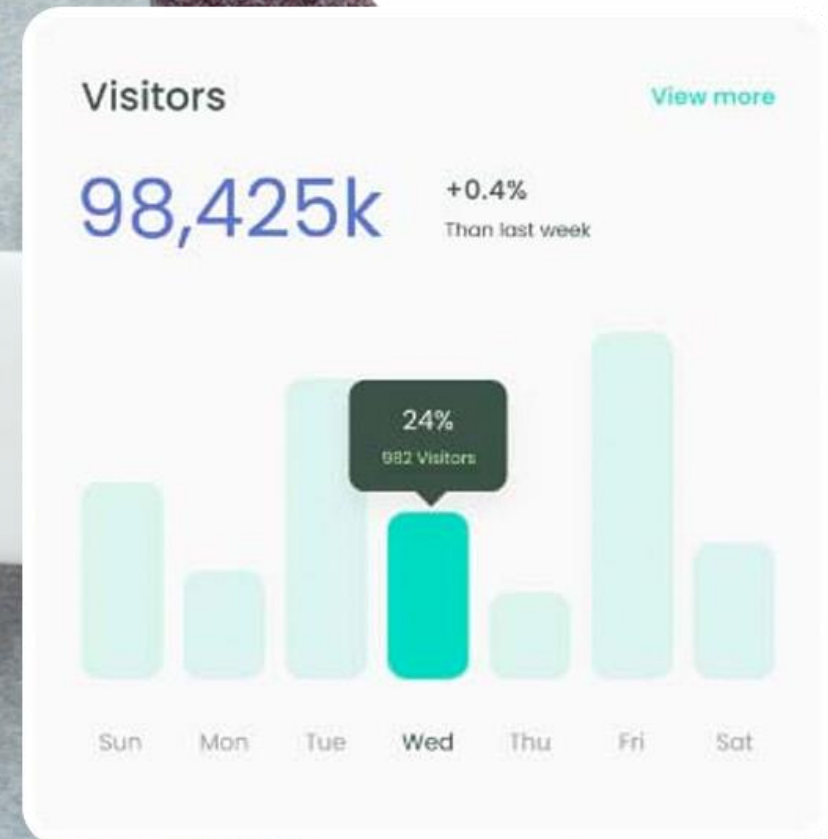 Visitors
View more
98,425k
+0.4%
Than last week
24%
982 Visitors
Sun Mon Tue Wed Thu Fri Sat